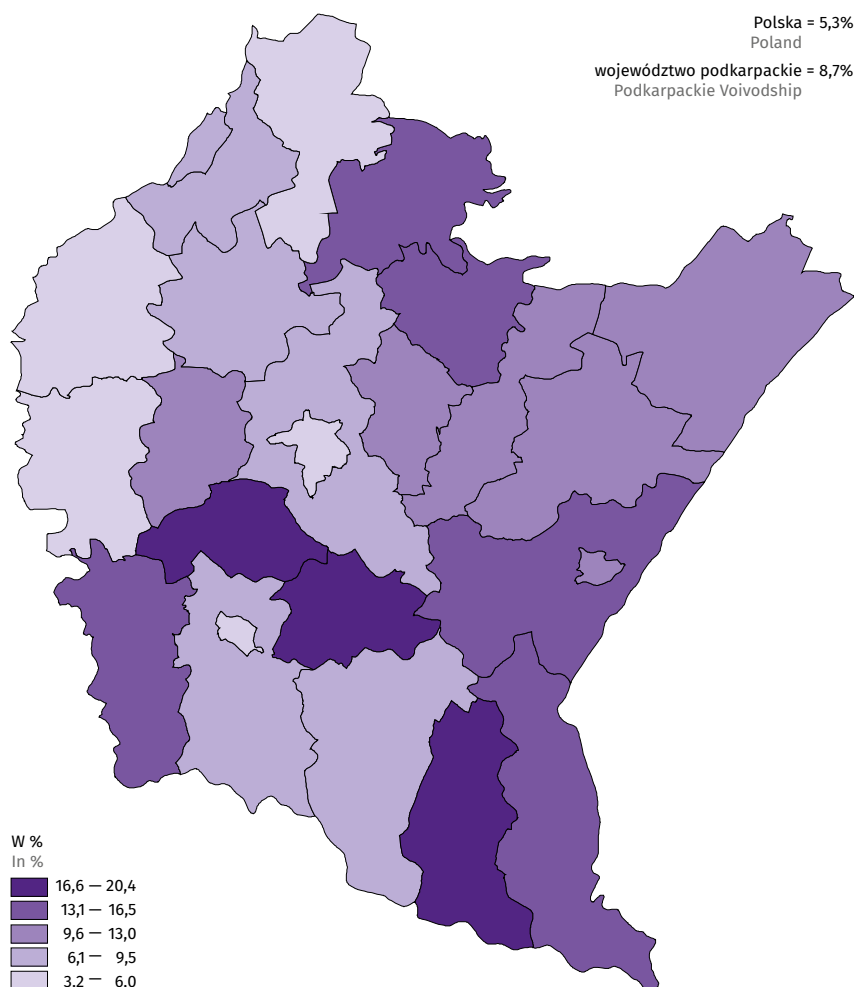 Polska = 5,3%
Poland
województwo podkarpackie = 8,7%
Podkarpackie Voivodship
W %
In %
16,6 — 20,4
13,1 — 16,5
9,6 — 13,0
6,1 — 9,5
3,2 — 6,0